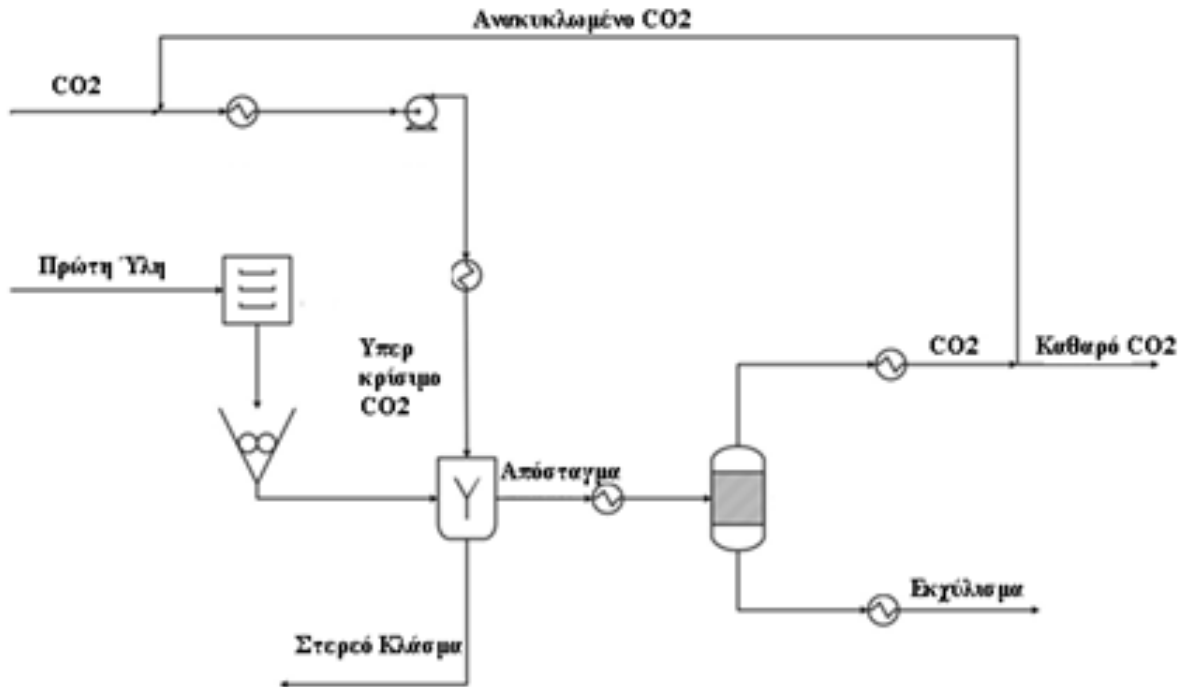 Ανακυκλωμένο CO2
CO2
Πρώτη Ύλη
Υπερ
κρίσιμο
CO2
CO2
Καθαρό CO2
Απόσταγμα
Εκχύλισμα
Στερεό Κλάσμα